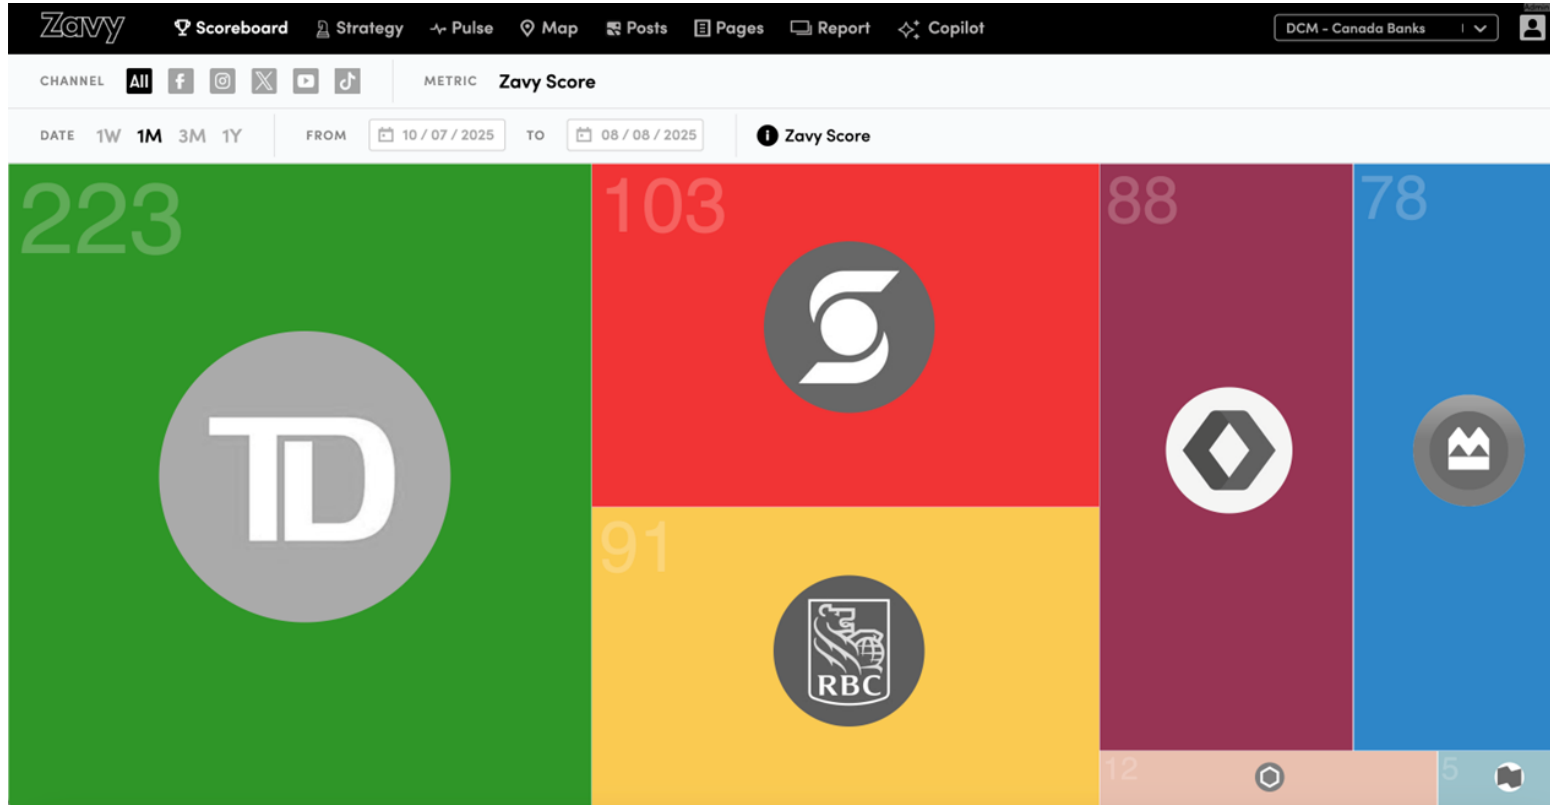 Zavy Scoreboard Strategy Pulse Map Posts Pages Report Copilot DCM - Canada Banks
CHANNEL All METRIC Zavy Score
DATE 1W 1M 3M 1Y FROM 10 / 07 / 2025 TO 08 / 08 / 2025 Zavy Score
223
103
88
78
TD
91
RBC
12
5